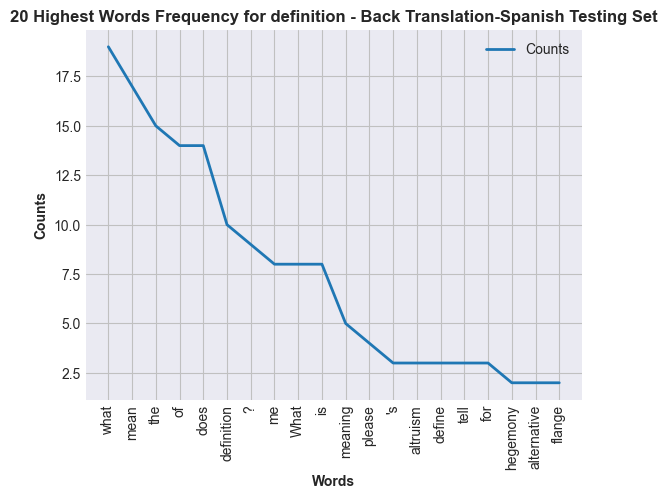 20 Highest Words Frequency for definition - Back Translation-Spanish Testing Set
Counts
17.5
15.0
12.5
10.0
7.5
5.0
2.5
Counts
what
mean
the
of
does
definition
?
me
What
is
meaning
please
's
altruism
define
tell
for
hegemony
alternative
flange
Words